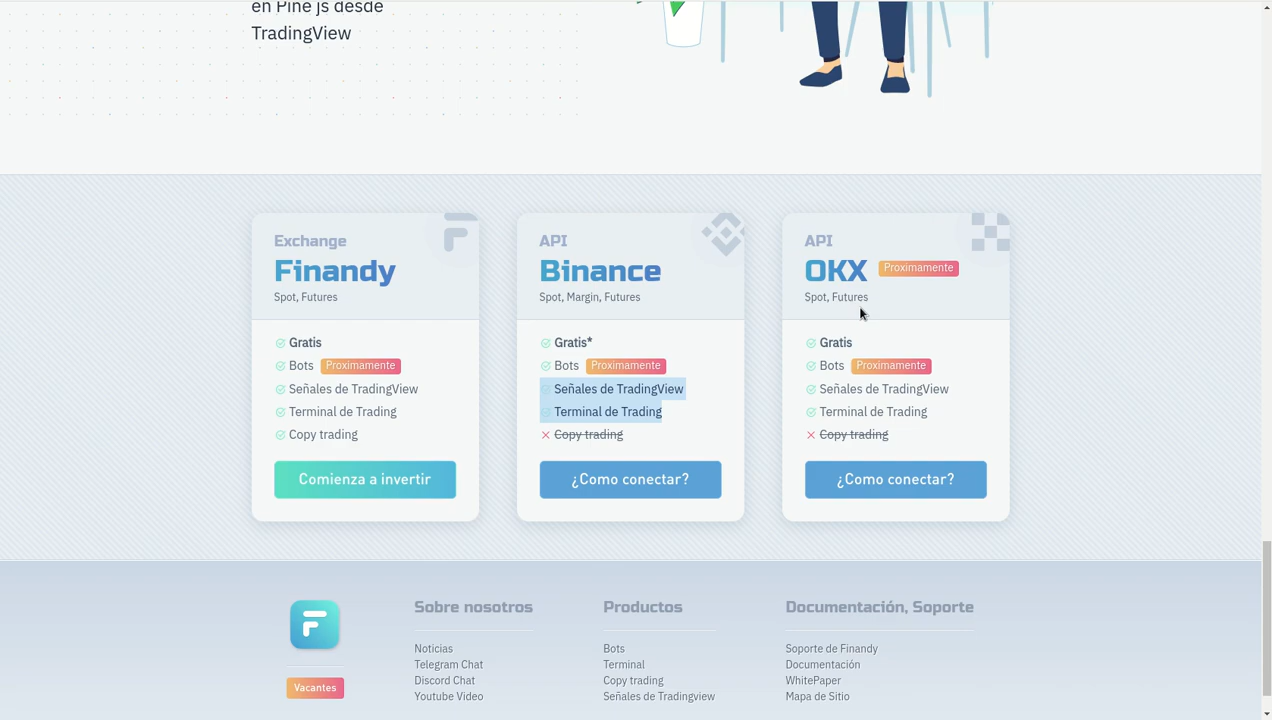 en Pine js desde
TradingView
Exchange
Finandy
Spot, Futures
Gratis
Bots Proximamente
Señales de TradingView
Terminal de Trading
Copy trading
Comienza a invertir
API
Binance
Spot, Margin, Futures
Gratis*
Bots Proximamente
Señales de TradingView
Terminal de Trading
Copy trading
¿Como conectar?
API
OKX Proximamente
Spot, Futures
Gratis
Bots Proximamente
Señales de TradingView
Terminal de Trading
Copy trading
¿Como conectar?
Vacantes
Sobre nosotros
Noticias
Telegram Chat
Discord Chat
Youtube Video
Productos
Bots
Terminal
Copy trading
Señales de Tradingview
Documentación, Soporte
Soporte de Finandy
Documentación
WhitePaper
Mapa de Sitio